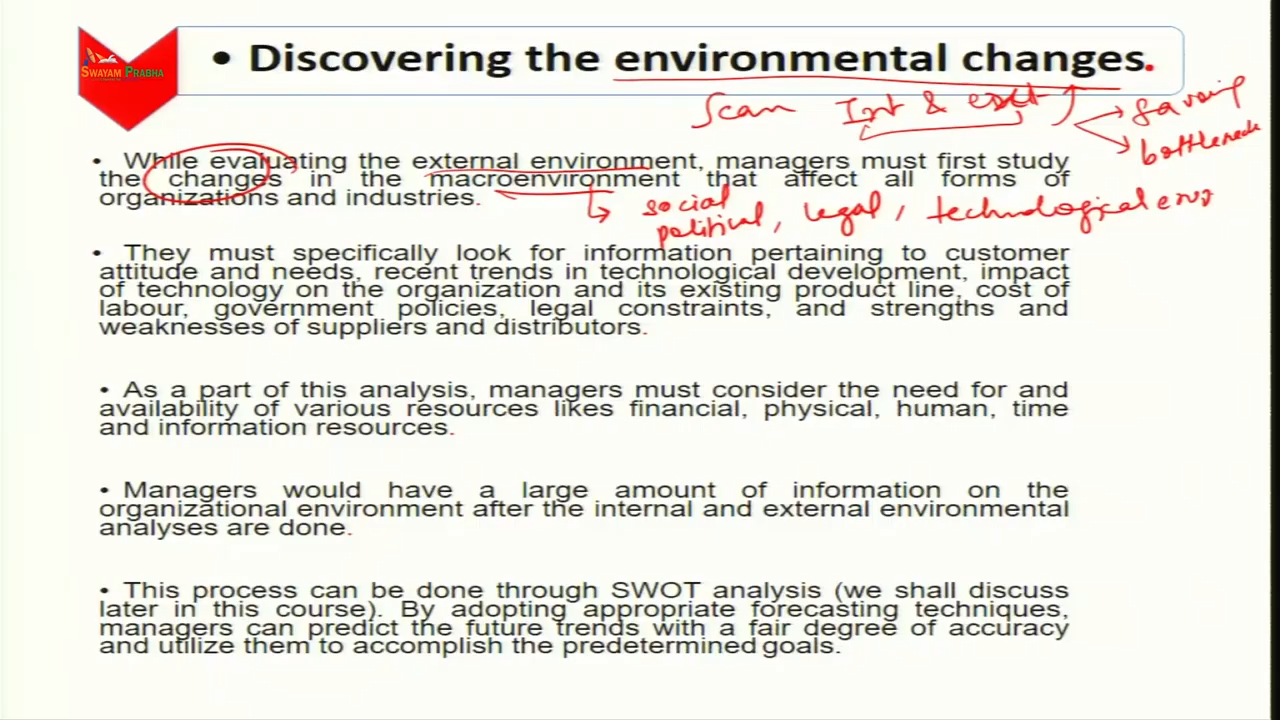 SWAYAM PRABHA
• Discovering the environmental changes.
Scan Int & ext
bottleneck
• While evaluating the external environment, managers must first study
the changes in the macroenvironment that affect all forms of
organizations and industries.
social
political, legal, technological env
• They must specifically look for information pertaining to customer
attitude and needs, recent trends in technological development, impact
of technology on the organization and its existing product line, cost of
labour, government policies, legal constraints, and strengths and
weaknesses of suppliers and distributors.
• As a part of this analysis, managers must consider the need for and
availability of various resources likes financial, physical, human, time
and information resources.
• Managers would have a large amount of information on the
organizational environment after the internal and external environmental
analyses are done.
• This process can be done through SWOT analysis (we shall discuss
later in this course). By adopting appropriate forecasting techniques,
managers can predict the future trends with a fair degree of accuracy
and utilize them to accomplish the predetermined goals.